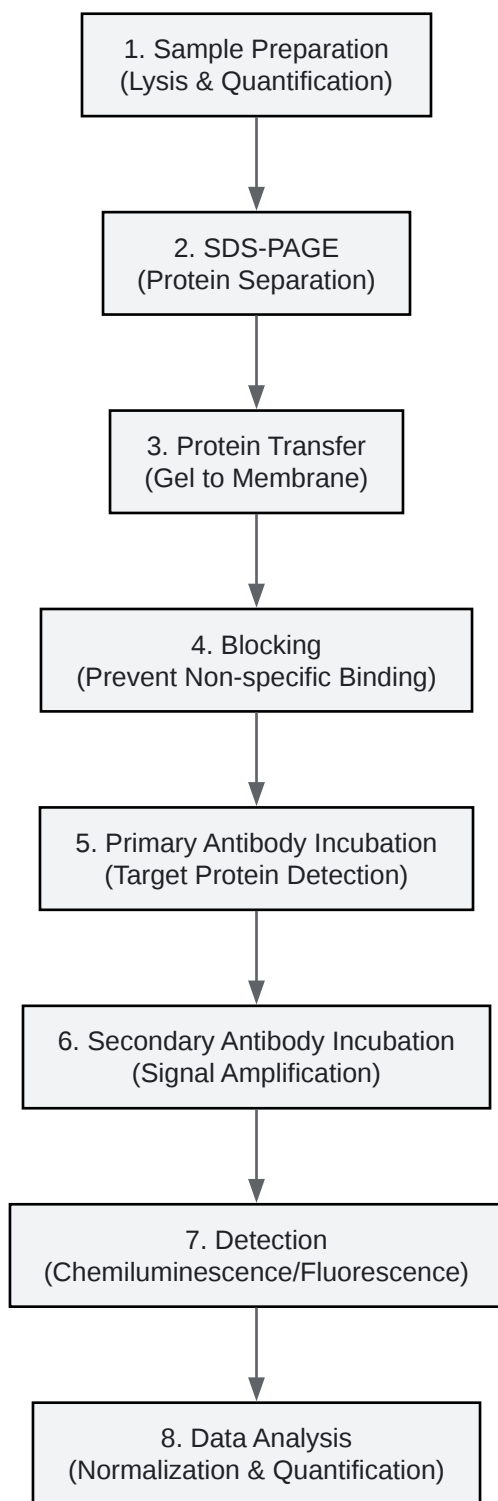 1. Sample Preparation
(Lysis & Quantification)
2. SDS-PAGE
(Protein Separation)
3. Protein Transfer
(Gel to Membrane)
4. Blocking
(Prevent Non-specific Binding)
5. Primary Antibody Incubation
(Target Protein Detection)
6. Secondary Antibody Incubation
(Signal Amplification)
7. Detection
(Chemiluminescence/Fluorescence)
8. Data Analysis
(Normalization & Quantification)